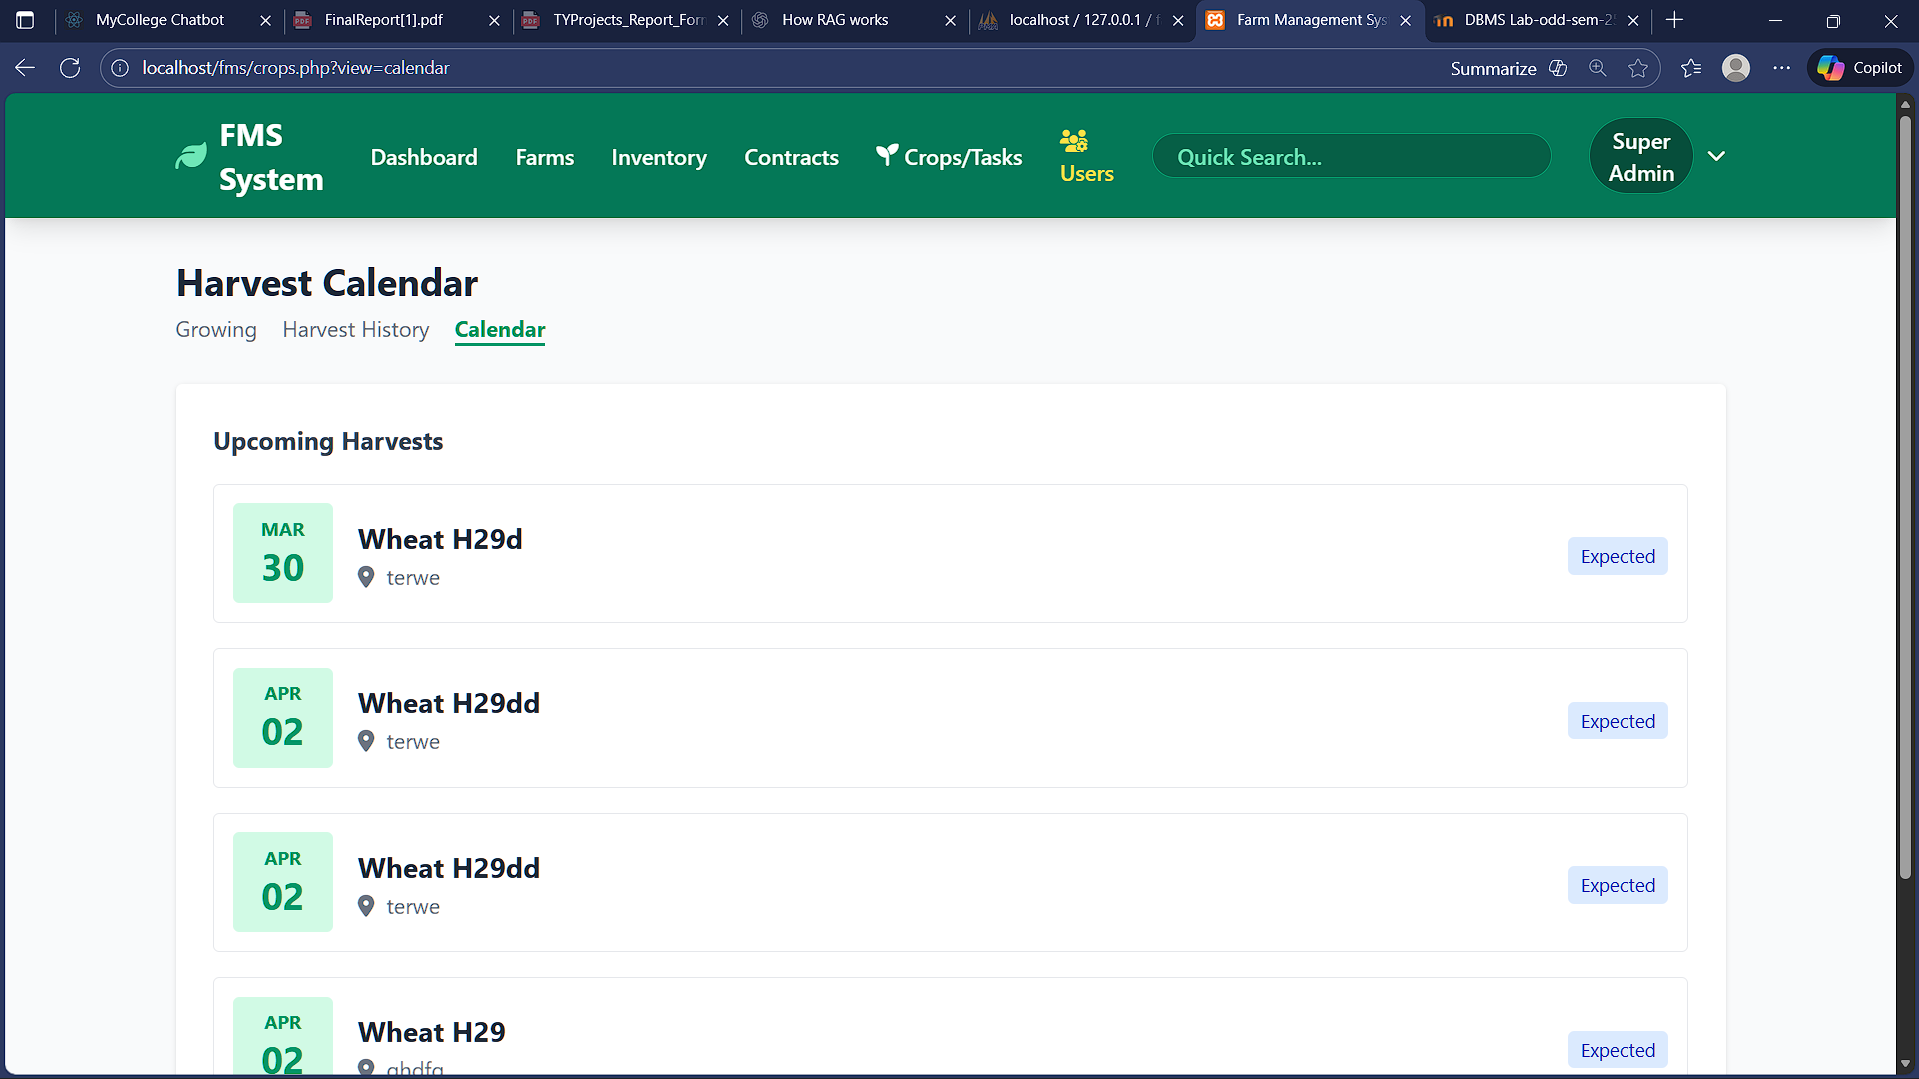 MyCollege Chatbot
FinalReport[1].pdf
TYProjects_Report_Forr
How RAG works
localhost / 127.0.0.1 / f
Farm Management Sys
DBMS Lab-odd-sem-25
localhost/fms/crops.php?view=calendar
Summarize
Copilot
FMS
System
Dashboard
Farms
Inventory
Contracts
Crops/Tasks
Users
Quick Search...
Super
Admin
Harvest Calendar
Growing
Harvest History
Calendar
Upcoming Harvests
MAR
30
Wheat H29d
terwe
Expected
APR
02
Wheat H29dd
terwe
Expected
APR
02
Wheat H29dd
terwe
Expected
APR
02
Wheat H29
Expected